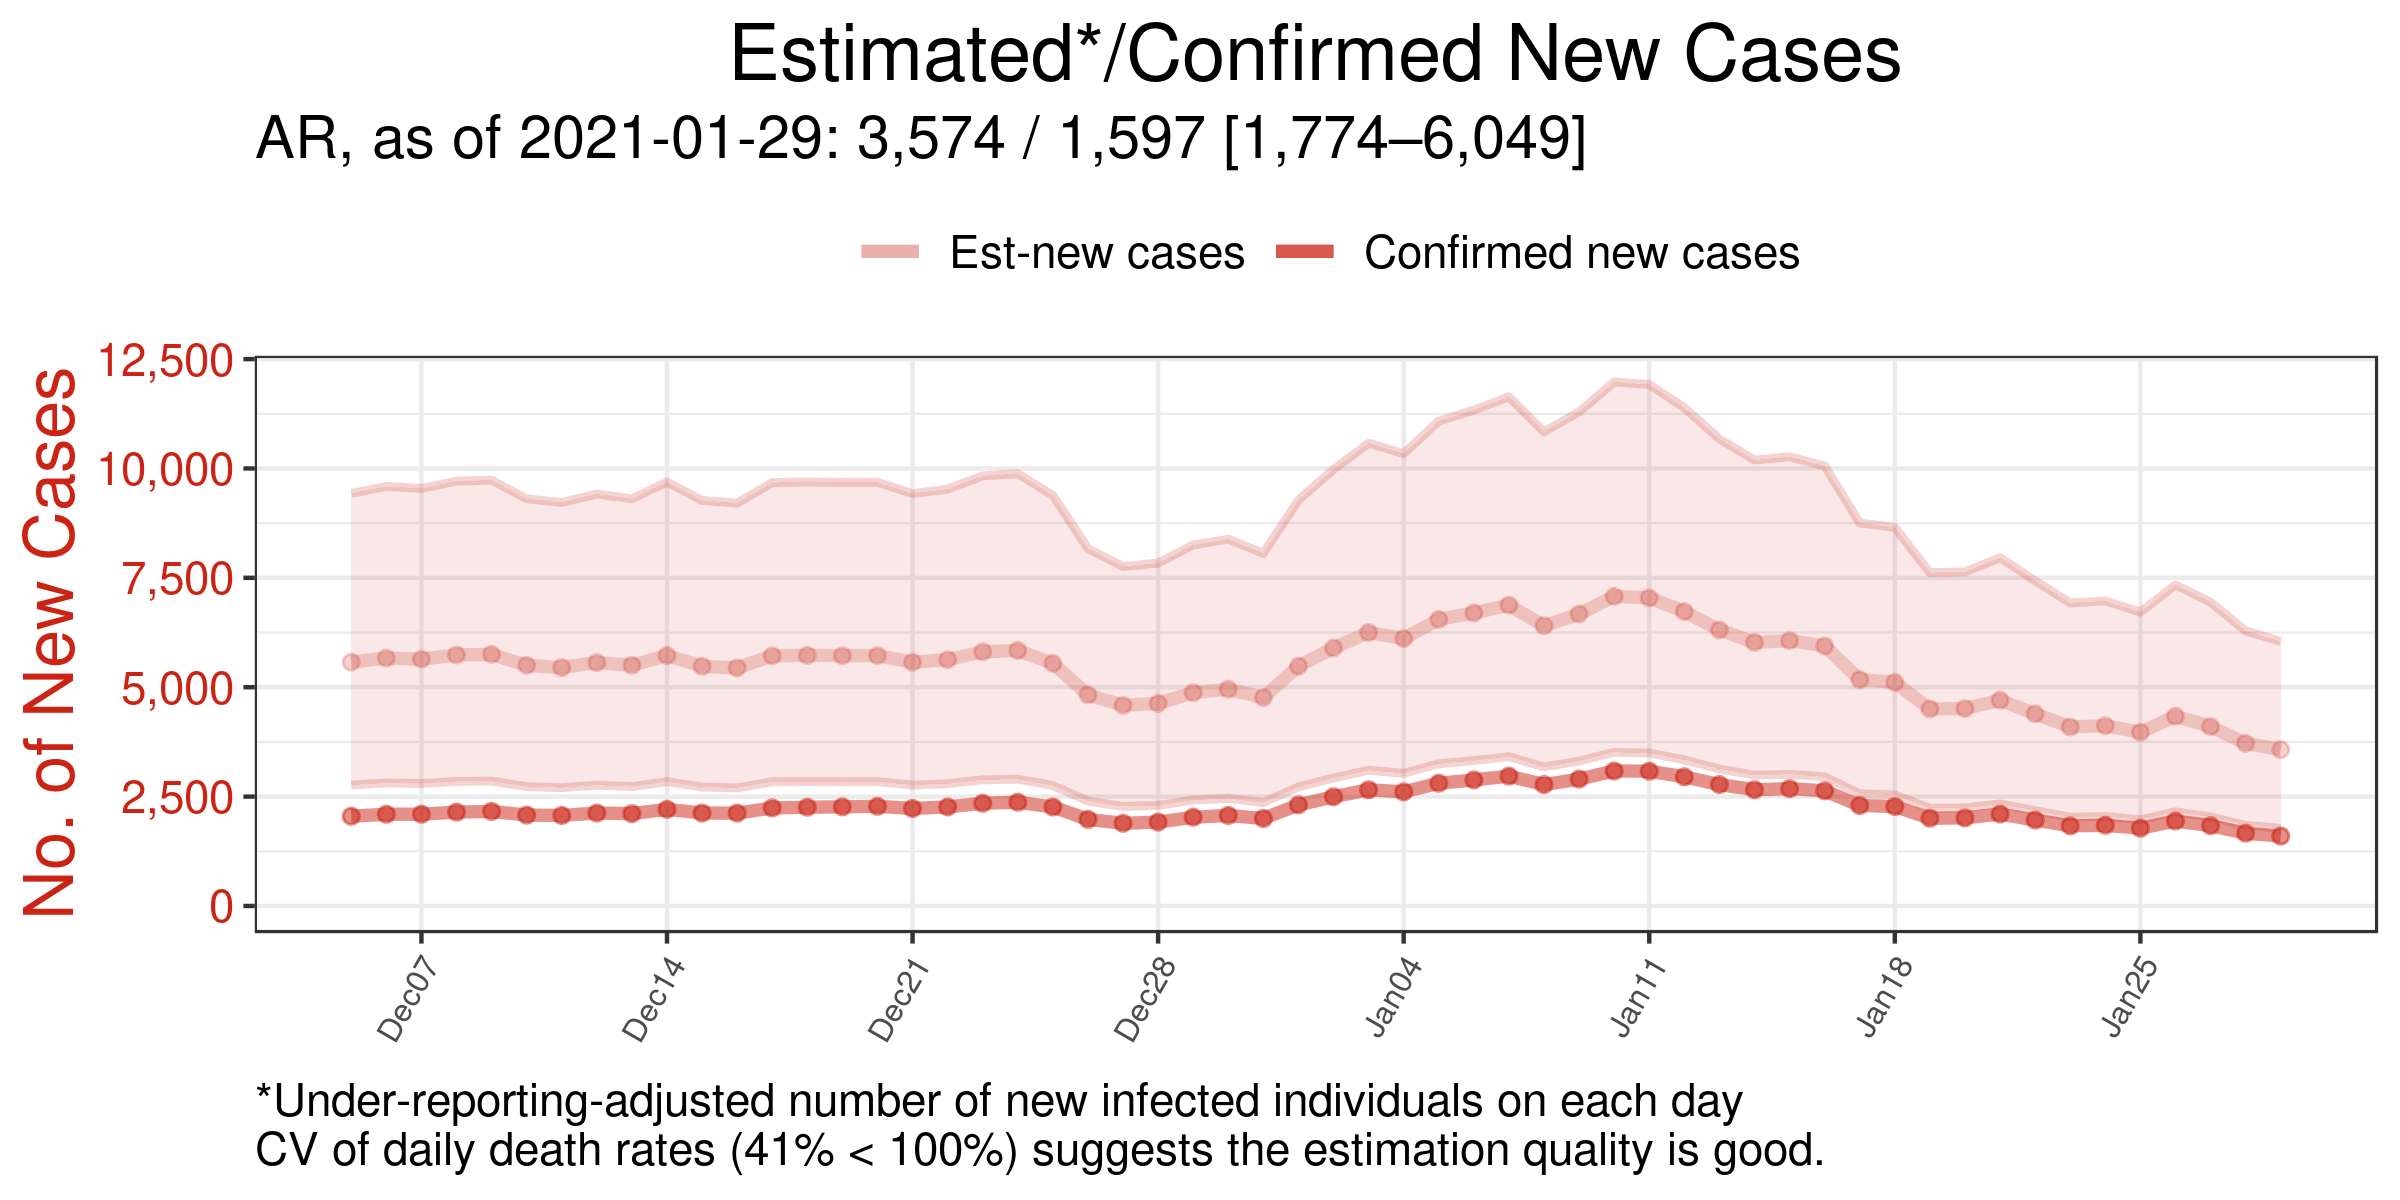 Estimated*/Confirmed New Cases
AR, as of 2021-01-29: 3,574 / 1,597 [1,774–6,049]
Est-new cases
Confirmed new cases
No. of New Cases
12,500
10,000
7,500
5,000
2,500
0
Dec07
Dec14
Dec21
Dec28
Jan04
Jan11
Jan18
Jan25
*Under-reporting-adjusted number of new infected individuals on each day
CV of daily death rates (41% < 100%) suggests the estimation quality is good.